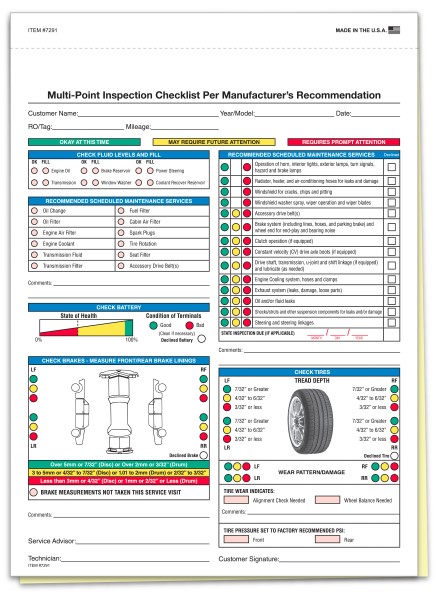 ITEM #7291
MADE IN THE U.S.A.
Multi-Point Inspection Checklist Per Manufacturer's Recommendation
Customer Name: Year/Model: Date:
RO/Tag: Mileage:
OKAY AT THIS TIME
MAY REQUIRE FUTURE ATTENTION
REQUIRES PROMPT ATTENTION
CHECK FLUID LEVELS AND FILL
OK FILL OK FILL OK FILL
Engine Oil Brake Reservoir Power Steering
Transmission Window Washer Coolant Recover Reservoir
RECOMMENDED SCHEDULED MAINTENANCE SERVICES
Oil Change Fuel Filter
Oil Filter Cabin Air Filter
Engine Air Filter Spark Plugs
Engine Coolant Tire Rotation
Transmission Fluid Seat Filter
Transmission Filter Accessory Drive Belt(s)
Comments:
CHECK BATTERY
State of Health
0% 100%
Condition of Terminals
Good Bad
(Clean if necessary)
Declined Battery
CHECK BRAKES - MEASURE FRONT/REAR BRAKE LININGS
LF RF
LR RR
Declined Brake
Over 5mm or 7/32" (Disc) or Over 2mm or 3/32" (Drum)
3 to 5mm or 4/32" to 7/32" (Disc) or 1.01 to 2mm or 2/32" to 3/32" (Drum)
Less than 3mm or 4/32" (Disc) or 1mm or 2/32" or Less (Drum)
BRAKE MEASUREMENTS NOT TAKEN THIS SERVICE VISIT
Comments:
Service Advisor:
Technician:
ITEM #7291
RECOMMENDED SCHEDULED MAINTENANCE SERVICES Declined
Operation of horn, interior lights, exterior lamps, turn signals,
hazard and brake lamps
Radiator, heater, and air-conditioning hoses for leaks and damage
Windshield for cracks, chips and pitting
Windshield washer spray, wiper operation and wiper blades
Accessory drive belt(s)
Brake system (including lines, hoses, and parking brake) and
wheel end for end-play and bearing noise
Clutch operation (if equipped)
Constant velocity (CV) drive axle boots (if equipped)
Drive shaft, transmission, u-joint and shift linkage (if equipped)
and lubricate (as needed)
Engine Cooling system, hoses and clamps
Exhaust system (leaks, damage, loose parts)
Oil and/or fluid leaks
Shocks/struts and other suspension components for leaks and/or damage
Steering and steering linkages
STATE INSPECTION DUE (IF APPLICABLE) / /
MONTH DAY YEAR
Comments:
CHECK TIRES
LF TREAD DEPTH RF
7/32" or Greater 7/32" or Greater
4/32" to 6/32" 4/32" to 6/32"
3/32" or less 3/32" or less
7/32" or Greater 7/32" or Greater
4/32" to 6/32" 4/32" to 6/32"
3/32" or less 3/32" or less
LR RR
Declined Tire
LF WEAR PATTERN/DAMAGE RF
LR RR
TIRE WEAR INDICATES:
Alignment Check Needed Wheel Balance Needed
Comments:
TIRE PRESSURE SET TO FACTORY RECOMMENDED PSI:
Front Rear
Customer Signature: